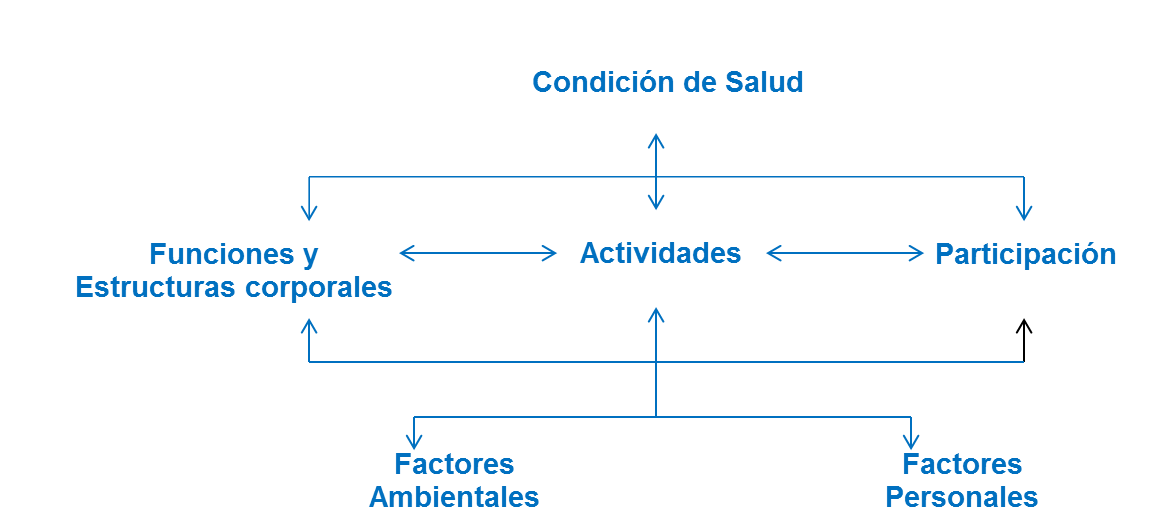 Condición de Salud
Funciones y
Estructuras corporales
Actividades
Participación
Factores
Ambientales
Factores
Personales